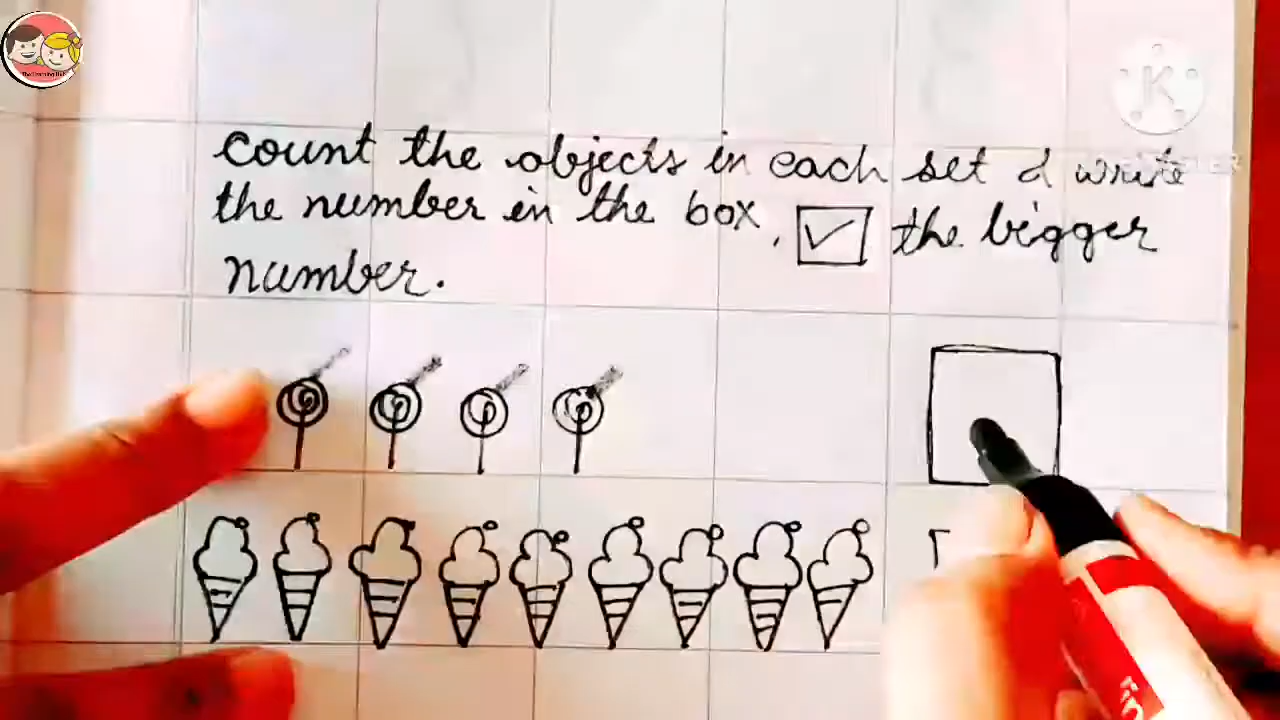 count the objects in each set & write
the number in the box, the bigger
number.
K